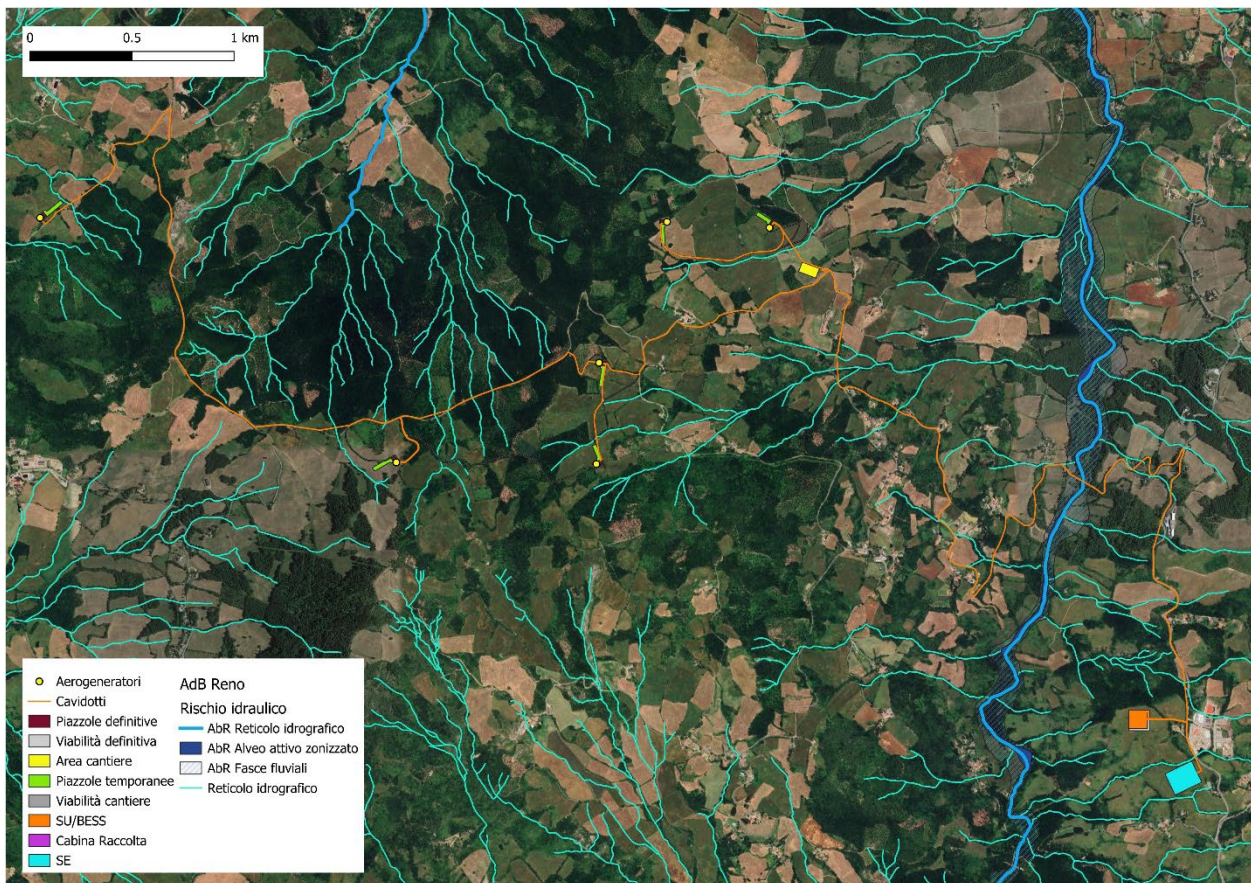 0 0.5 1 km
Aerogeneratori
Cavidotti
Piazzole definitive
Viabilità definitiva
Area cantiere
Piazzole temporanee
Viabilità cantiere
SU/BESS
Cabina Raccolta
SE
AdB Reno
Rischio idraulico
AbR Reticolo idrografico
AbR Alveo attivo zonizzato
AbR Fasce fluviali
Reticolo idrografico